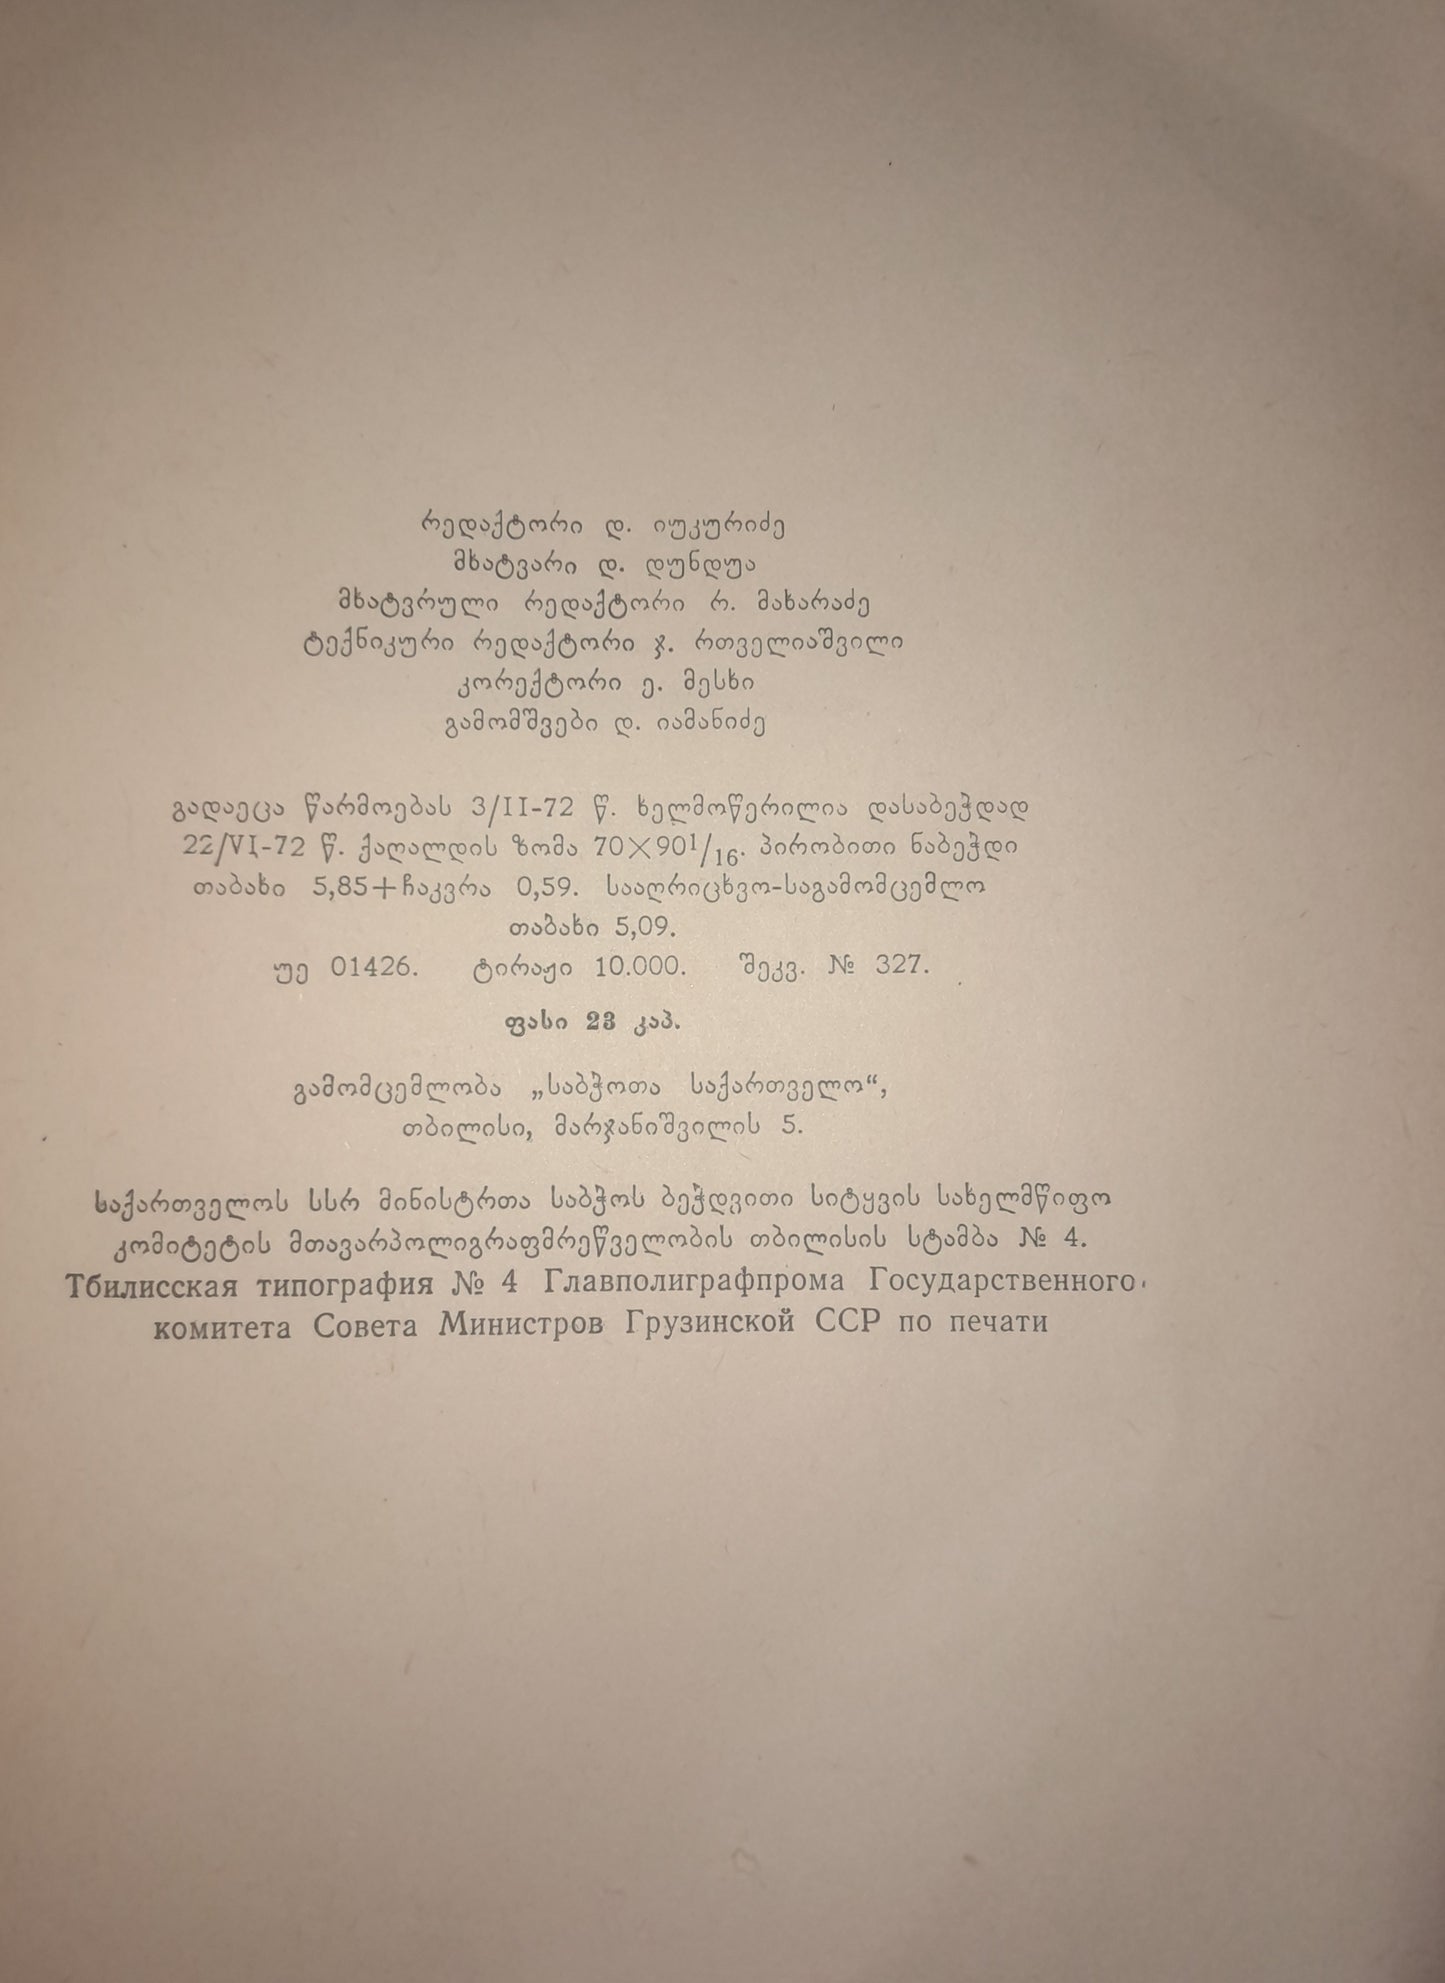 რედაქტორი დ. იუკურიძე
მხატვარი დ. დუნდუა
მხატვრული რედაქტორი რ. მახარაძე
ტექნიკური რედაქტორი ჯ. რთველიაშვილი
კორექტორი ე. მესხი
გამომშვები დ. იამანიძე
გადაეცა წარმოებას 3/II-72 წ. ხელმოწერილია დასაბეჭდად
22/VI-72 წ. ქაღალდის ზომა 70×90¹/₁₆. პირობითი ნაბეჭდი
თაბახი 5,85+ჩაკვრა 0,59. სააღრიცხვო-საგამომცემლო
თაბახი 5,09.
უე 01426. ტირაჟი 10.000. შეკვ. № 327.
ფასი 23 კაპ.
გამომცემლობა „საბჭოთა საქართველო“,
თბილისი, მარჯანიშვილის 5.
საქართველოს სსრ მინისტრთა საბჭოს ბეჭდვითი სიტყვის სახელმწიფო
კომიტეტის მთავარპოლიგრაფმრეწველობის თბილისის სტამბა № 4.
Тбилисская типография № 4 Главполиграфпрома Государственного
комитета Совета Министров Грузинской ССР по печати